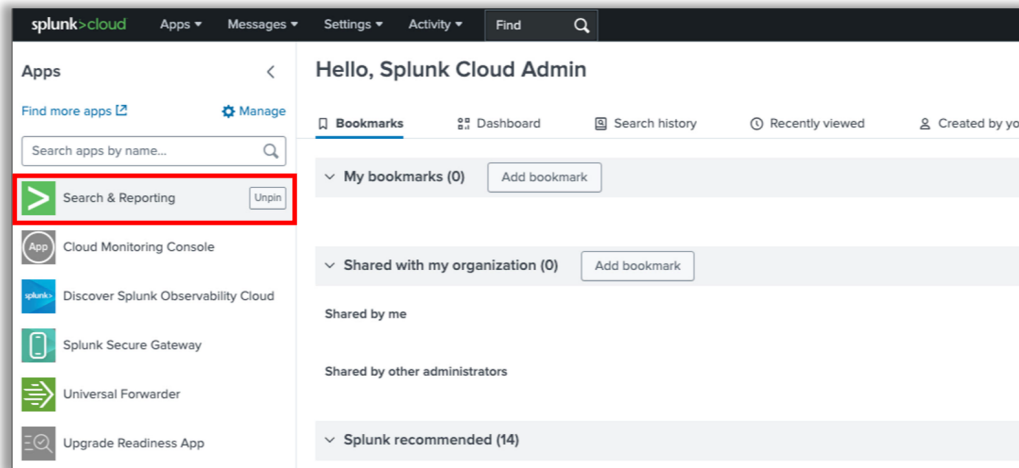 splunk>cloud Apps Messages Settings Activity Find
Apps
Find more apps Manage
Search apps by name...
Search & Reporting Unpin
App Cloud Monitoring Console
splunk> Discover Splunk Observability Cloud
Splunk Secure Gateway
Universal Forwarder
Upgrade Readiness App
Hello, Splunk Cloud Admin
Bookmarks Dashboard Search history Recently viewed Created by yo
My bookmarks (0) Add bookmark
Shared with my organization (0) Add bookmark
Shared by me
Shared by other administrators
Splunk recommended (14)